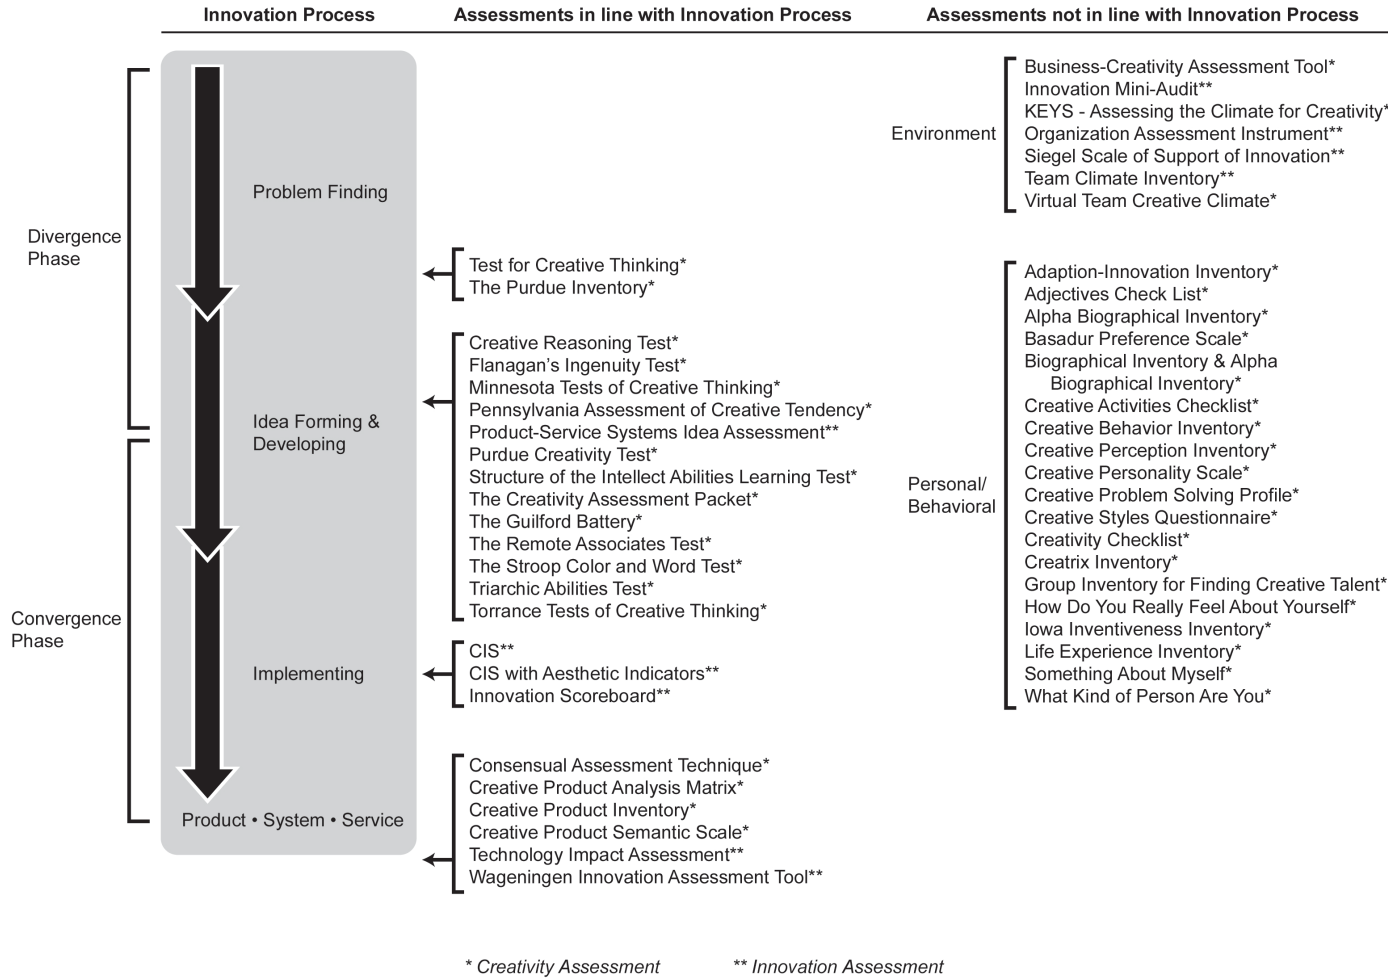 Innovation Process
Assessments in line with Innovation Process
Assessments not in line with Innovation Process
Divergence
Phase
Convergence
Phase
Problem Finding
Idea Forming &
Developing
Implementing
Product • System • Service
Test for Creative Thinking*
The Purdue Inventory*
Creative Reasoning Test*
Flanagan’s Ingenuity Test*
Minnesota Tests of Creative Thinking*
Pennsylvania Assessment of Creative Tendency*
Product-Service Systems Idea Assessment**
Purdue Creativity Test*
Structure of the Intellect Abilities Learning Test*
The Creativity Assessment Packet*
The Guilford Battery*
The Remote Associates Test*
The Stroop Color and Word Test*
Triarchic Abilities Test*
Torrance Tests of Creative Thinking*
CIS**
CIS with Aesthetic Indicators**
Innovation Scoreboard**
Consensual Assessment Technique*
Creative Product Analysis Matrix*
Creative Product Inventory*
Creative Product Semantic Scale*
Technology Impact Assessment**
Wageningen Innovation Assessment Tool**
Environment
Business-Creativity Assessment Tool*
Innovation Mini-Audit**
KEYS - Assessing the Climate for Creativity*
Organization Assessment Instrument**
Siegel Scale of Support of Innovation**
Team Climate Inventory**
Virtual Team Creative Climate*
Personal/
Behavioral
Adaption-Innovation Inventory*
Adjectives Check List*
Alpha Biographical Inventory*
Basadur Preference Scale*
Biographical Inventory & Alpha
Biographical Inventory*
Creative Activities Checklist*
Creative Behavior Inventory*
Creative Perception Inventory*
Creative Personality Scale*
Creative Problem Solving Profile*
Creative Styles Questionnaire*
Creativity Checklist*
Creatrix Inventory*
Group Inventory for Finding Creative Talent*
How Do You Really Feel About Yourself*
Iowa Inventiveness Inventory*
Life Experience Inventory*
Something About Myself*
What Kind of Person Are You*
* Creativity Assessment
** Innovation Assessment